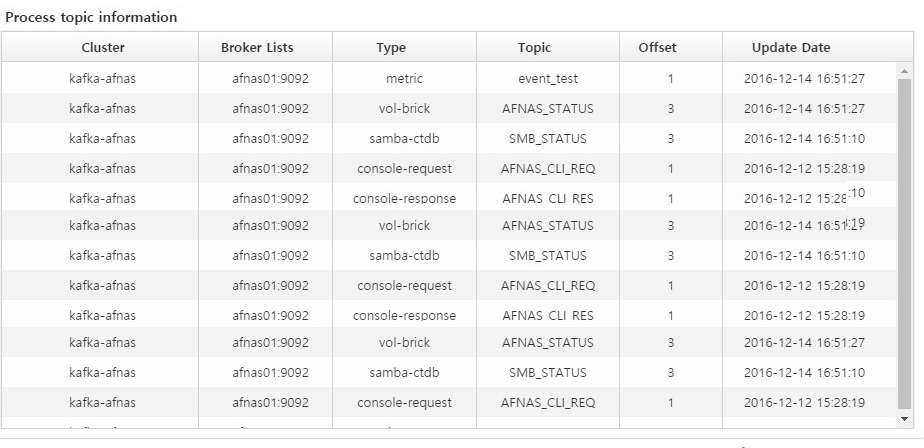 Process topic information
Cluster Broker Lists Type Topic Offset Update Date
kafka-afnas afnas01:9092 metric event_test 1 2016-12-14 16:51:27
kafka-afnas afnas01:9092 vol-brick AFNAS_STATUS 3 2016-12-14 16:51:27
kafka-afnas afnas01:9092 samba-ctdb SMB_STATUS 3 2016-12-14 16:51:10
kafka-afnas afnas01:9092 console-request AFNAS_CLI_REQ 1 2016-12-12 15:28:19
kafka-afnas afnas01:9092 console-response AFNAS CLI RES 1 2016-12-12 15:28:10
kafka-afnas afnas01:9092 vol-brick AFNAS_STATUS 3 2016-12-14 16:51:
kafka-afnas afnas01:9092 samba-ctdb SMB_STATUS 3 2016-12-14 16:51:10
kafka-afnas afnas01:9092 console-request AFNAS_CLI_REQ 1 2016-12-12 15:28:19
kafka-afnas afnas01:9092 console-response AFNAS CLI RES 1 2016-12-12 15:28:19
kafka-afnas afnas01:9092 vol-brick AFNAS_STATUS 3 2016-12-14 16:51:27
kafka-afnas afnas01:9092 samba-ctdb SMB_STATUS 3 2016-12-14 16:51:10
kafka-afnas afnas01:9092 console-request AFNAS_CLI_REQ 1 2016-12-12 15:28:19